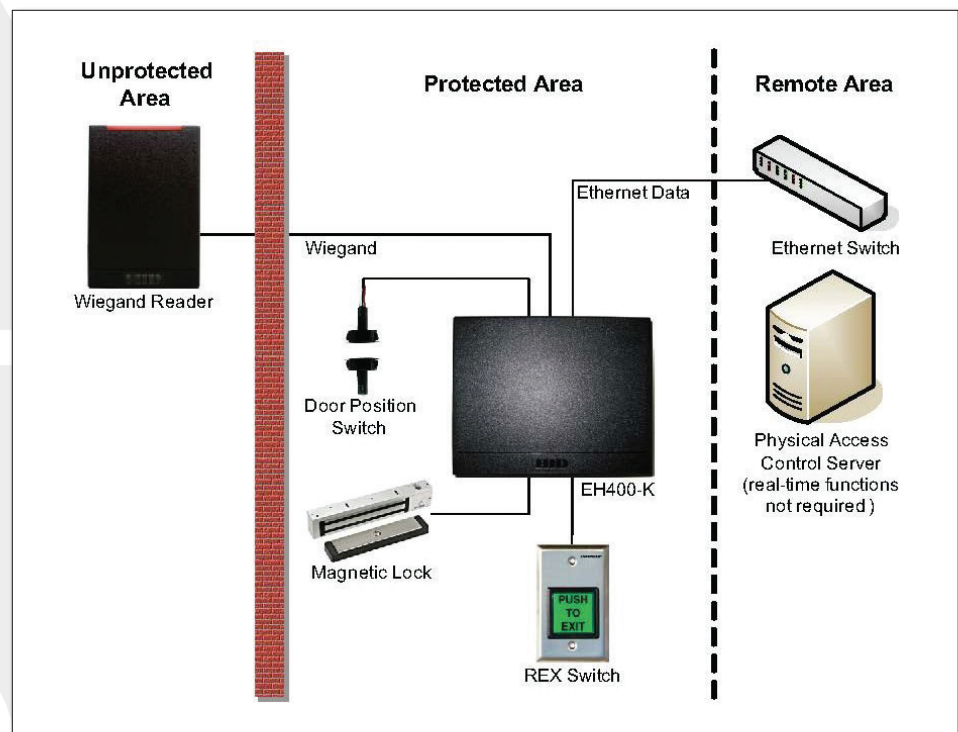 Unprotected
Area
Protected Area
Remote Area
Ethernet Data
Wiegand
Ethernet Switch
Wiegand Reader
Door Position
Switch
EH400-K
Physical Access
Control Server
(real-time functions
not required )
Magnetic Lock
PUSH
TO
EXIT
REX Switch